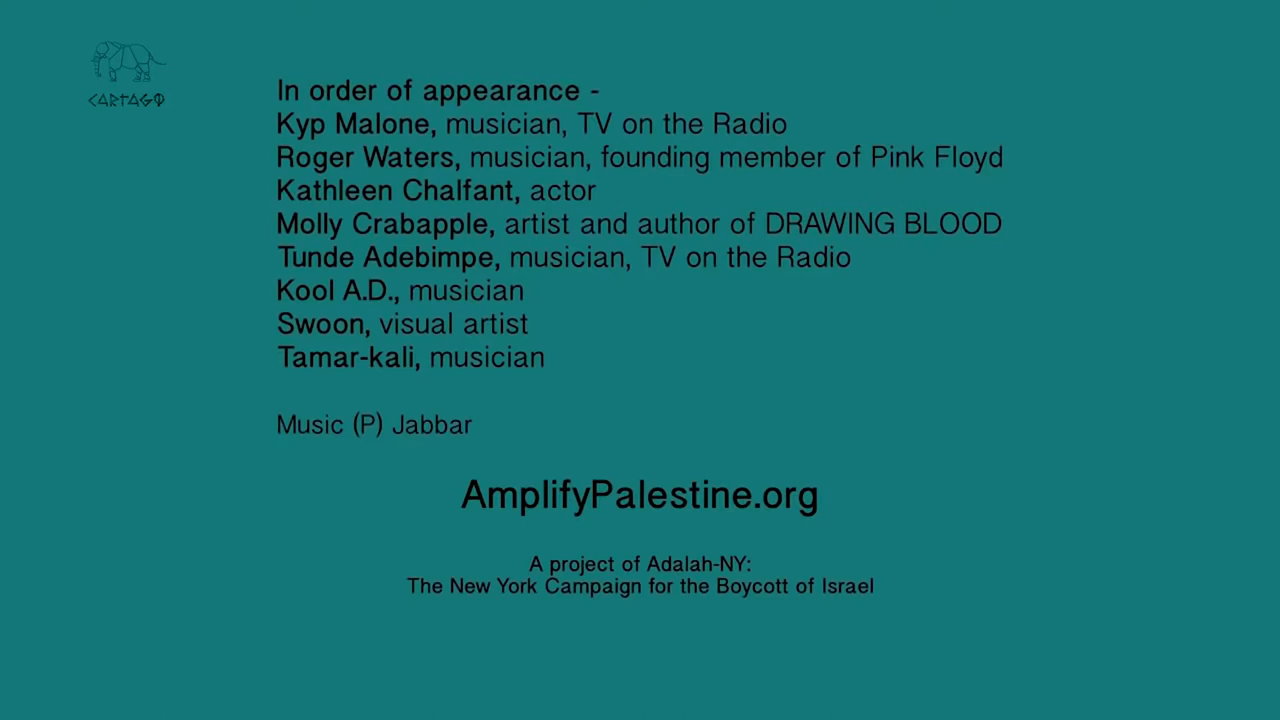 CARTAGO
In order of appearance -
Kyp Malone, musician, TV on the Radio
Roger Waters, musician, founding member of Pink Floyd
Kathleen Chalfant, actor
Molly Crabapple, artist and author of DRAWING BLOOD
Tunde Adebimpe, musician, TV on the Radio
Kool A.D., musician
Swoon, visual artist
Tamar-kali, musician
Music (P) Jabbar
AmplifyPalestine.org
A project of Adalah-NY:
The New York Campaign for the Boycott of Israel